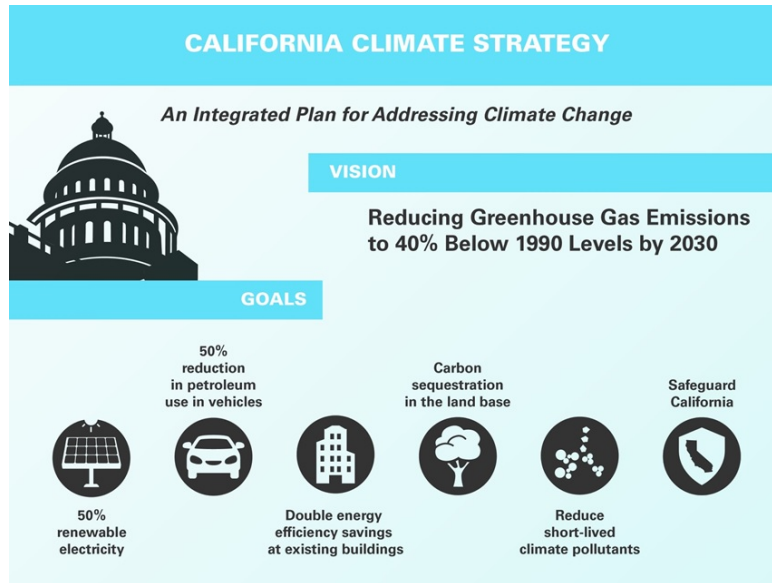 CALIFORNIA CLIMATE STRATEGY
An Integrated Plan for Addressing Climate Change
VISION
Reducing Greenhouse Gas Emissions
to 40% Below 1990 Levels by 2030
GOALS
50%
renewable
electricity
50%
reduction
in petroleum
use in vehicles
Double energy
efficiency savings
at existing buildings
Carbon
sequestration
in the land base
Reduce
short-lived
climate pollutants
Safeguard
California